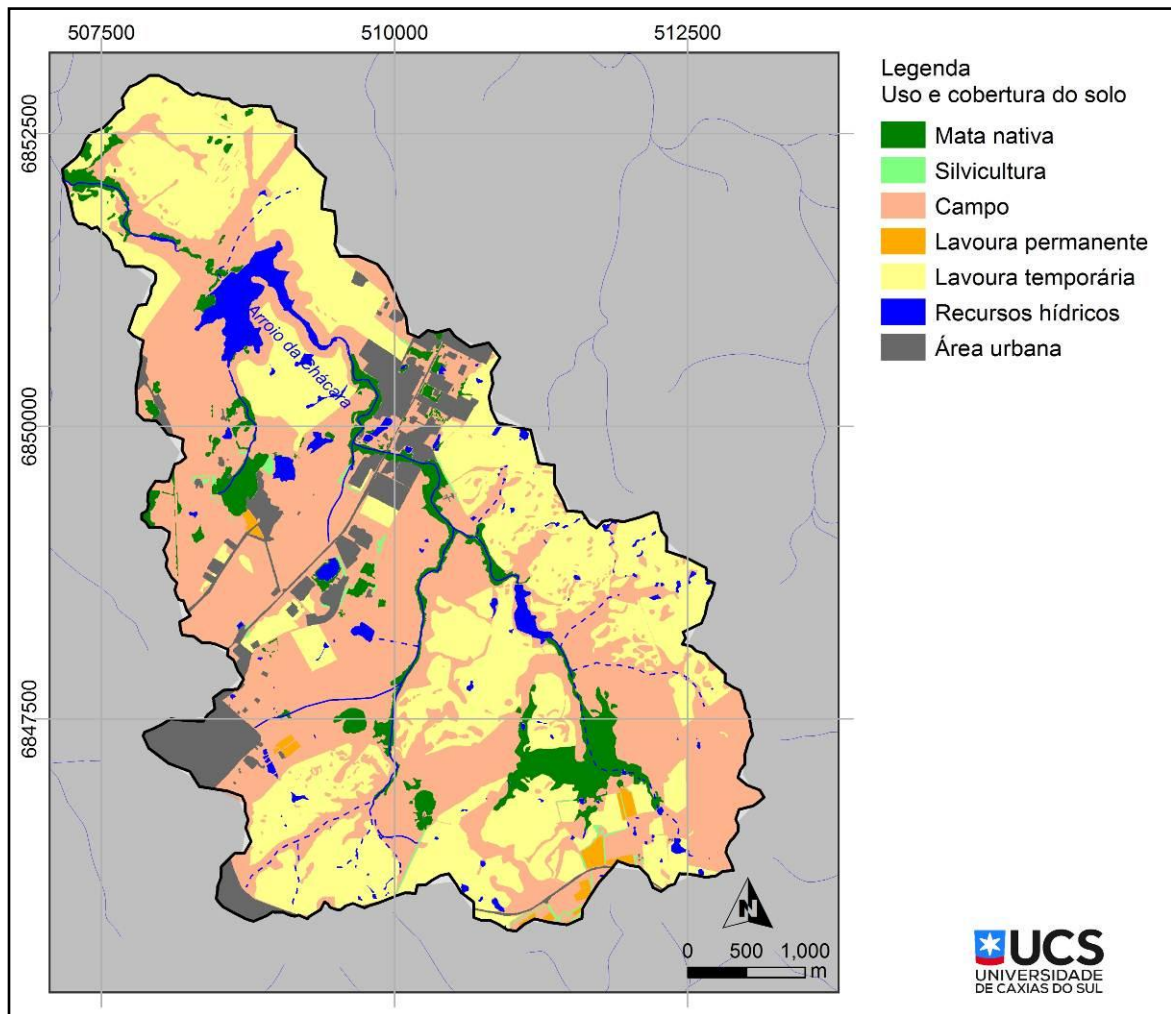 507500
510000
512500
6852500
6850000
6847500
Arroio da Chácara
Legenda
Uso e cobertura do solo
Mata nativa
Silvicultura
Campo
Lavoura permanente
Lavoura temporária
Recursos hídricos
Área urbana
N
0 500 1,000
m
UCS
UNIVERSIDADE
DE CAXIAS DO SUL